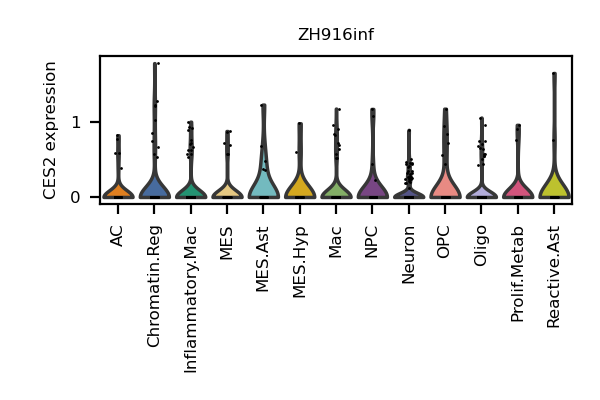 ZH916inf
CES2 expression
1
0
AC
Chromatin.Reg
Inflammatory.Mac
MES
MES.Ast
MES.Hyp
Mac
NPC
Neuron
OPC
Oligo
Prolif.Metab
Reactive.Ast